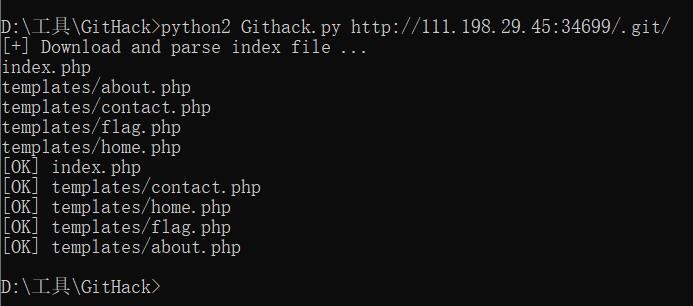 D:\工具\GitHack>python2 Githack.py http://111.198.29.45:34699/.git/
[+] Download and parse index file ...
index.php
templates/about.php
templates/contact.php
templates/flag.php
templates/home.php
[OK] index.php
[OK] templates/contact.php
[OK] templates/home.php
[OK] templates/flag.php
[OK] templates/about.php
D:\工具\GitHack>